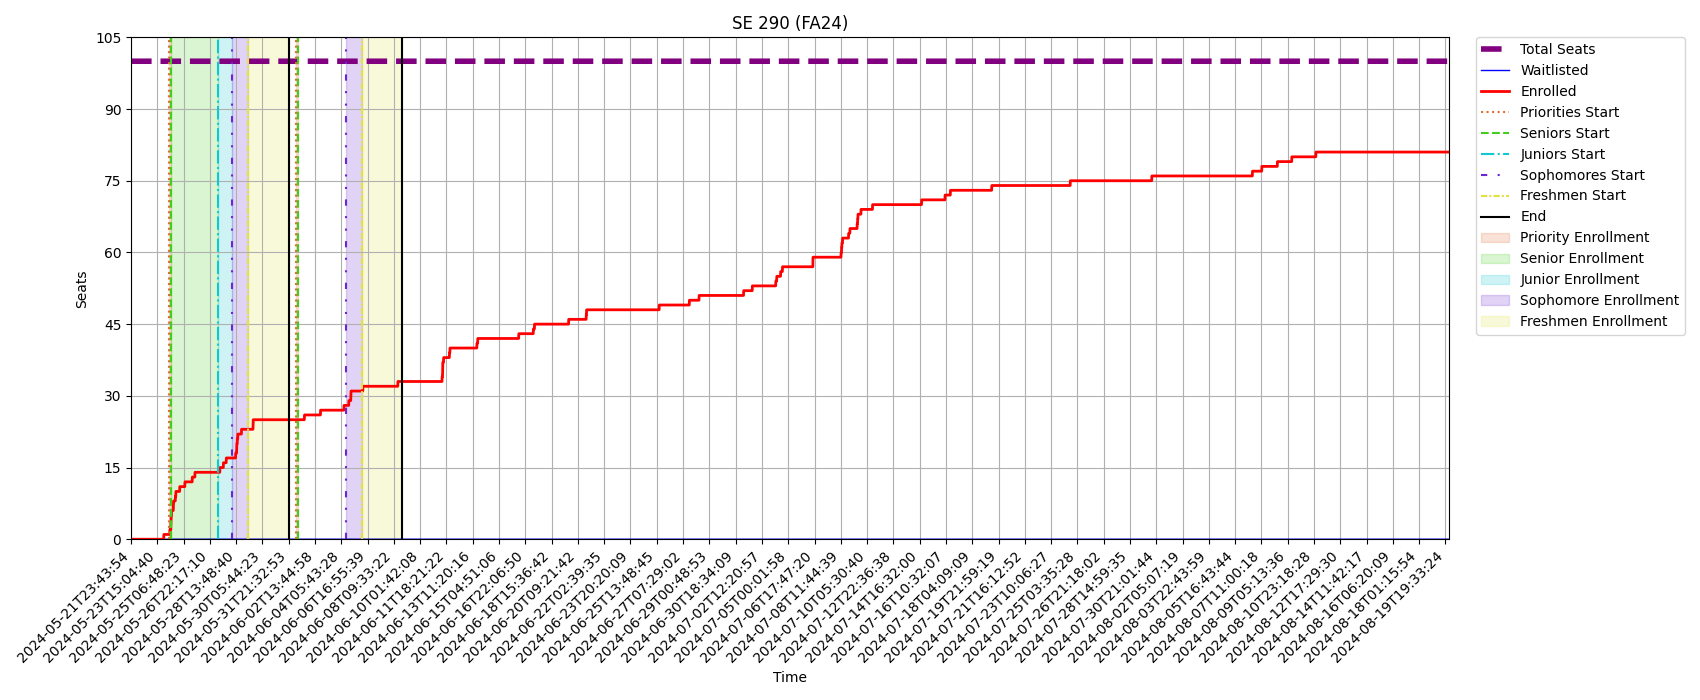 SE 290 (FA24)
105
90
75
60
45
30
15
0
Seats
Total Seats
Waitlisted
Enrolled
Priorities Start
Seniors Start
Juniors Start
Sophomores Start
Freshmen Start
End
Priority Enrollment
Senior Enrollment
Junior Enrollment
Sophomore Enrollment
Freshmen Enrollment
2024-05-21T23:43:54
2024-05-23T15:04:40
2024-05-25T06:48:23
2024-05-26T22:17:10
2024-05-28T13:48:40
2024-05-30T05:44:23
2024-05-31T21:32:53
2024-06-02T13:44:58
2024-06-04T05:43:28
2024-06-06T16:55:39
2024-06-08T09:33:22
2024-06-10T01:42:08
2024-06-11T18:21:22
2024-06-13T11:20:16
2024-06-15T04:51:06
2024-06-16T22:06:50
2024-06-18T15:36:42
2024-06-20T09:21:42
2024-06-22T02:39:35
2024-06-23T20:20:09
2024-06-25T13:48:45
2024-06-27T07:29:02
2024-06-29T00:48:53
2024-06-30T18:34:09
2024-07-02T12:20:57
2024-07-05T00:01:58
2024-07-06T17:47:20
2024-07-08T11:44:39
2024-07-10T05:30:40
2024-07-12T22:36:38
2024-07-14T16:32:00
2024-07-16T10:32:07
2024-07-18T04:09:09
2024-07-19T21:59:19
2024-07-21T16:12:52
2024-07-23T10:06:27
2024-07-25T03:35:28
2024-07-26T21:18:02
2024-07-28T14:59:35
2024-07-30T21:01:44
2024-08-02T05:07:19
2024-08-03T22:43:59
2024-08-05T16:43:44
2024-08-07T11:00:18
2024-08-09T05:13:36
2024-08-10T23:18:28
2024-08-12T17:29:30
2024-08-14T11:42:17
2024-08-16T06:20:09
2024-08-18T01:15:54
2024-08-19T19:33:24
Time